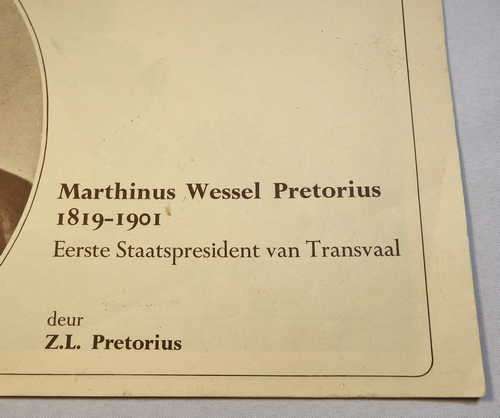 Marthinus Wessel Pretorius
1819-1901
Eerste Staatspresident van Transvaal
deur
Z.L. Pretorius